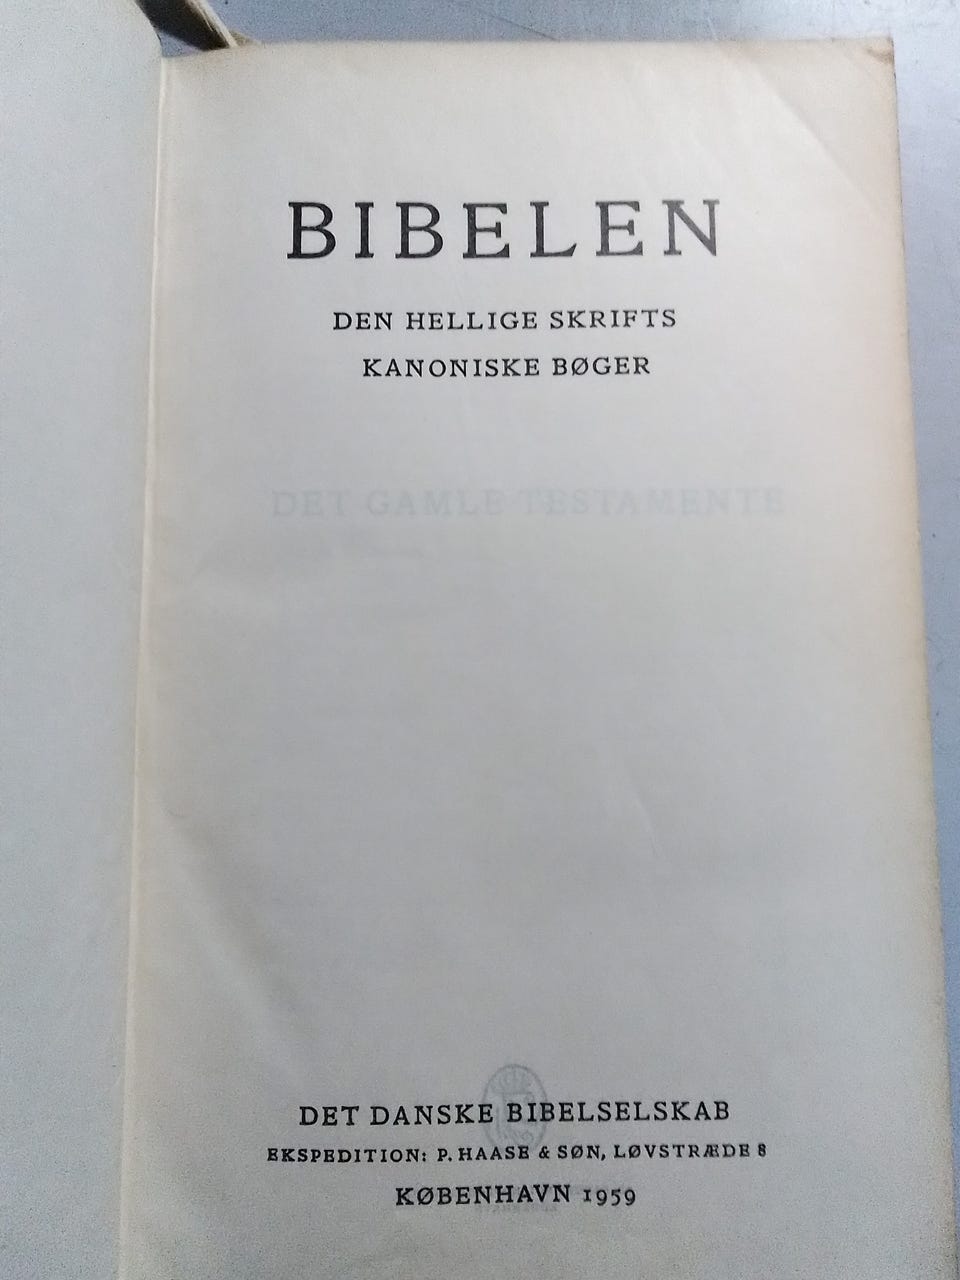 BIBELEN
DEN HELLIGE SKRIFTS
KANONISKE BØGER
DET GAMLE TESTAMENTE
DET DANSKE BIBELSELSKAB
EKSPEDITION: P. HAASE & SØN, LØVSTRÆDE 8
KØBENHAVN 1959